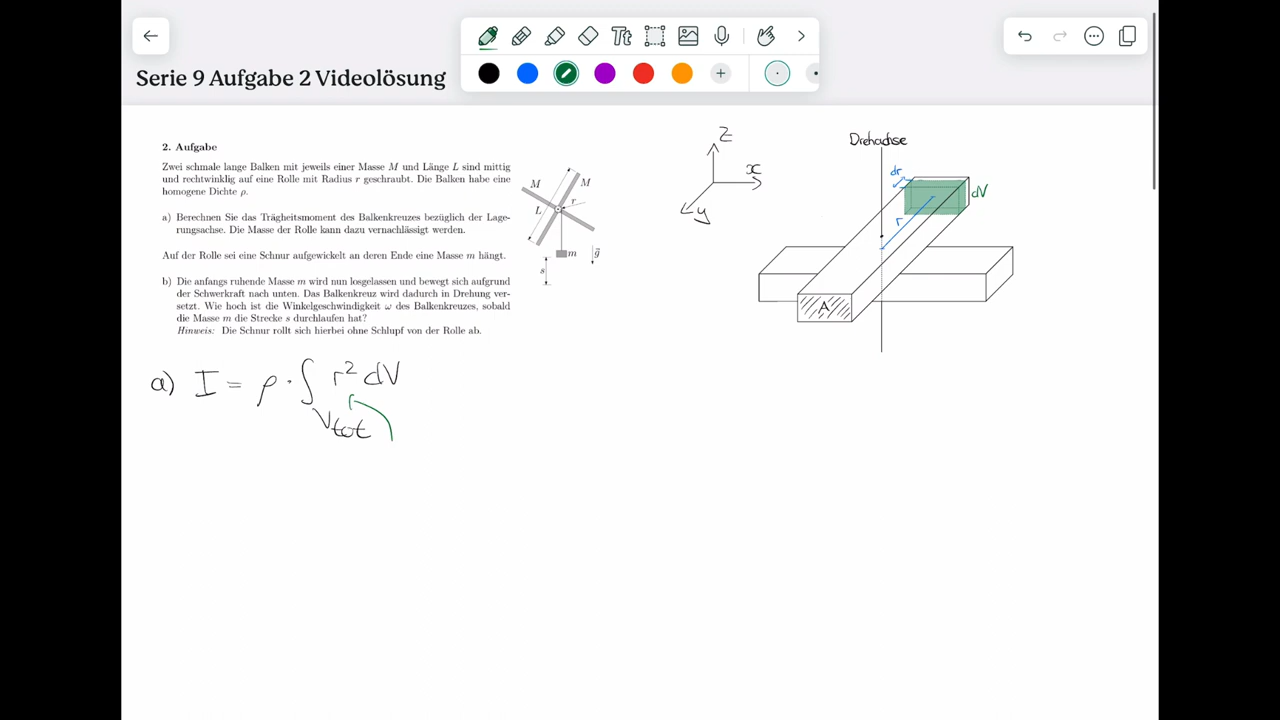 Serie 9 Aufgabe 2 Videolösung
Tt
2. Aufgabe
Zwei schmale lange Balken mit jeweils einer Masse M und Länge L sind mittig
und rechtwinklig auf eine Rolle mit Radius r geschraubt. Die Balken habe eine
homogene Dichte ρ.
a) Berechnen Sie das Trägheitsmoment des Balkenkreuzes bezüglich der Lage-
rungsachse. Die Masse der Rolle kann dazu vernachlässigt werden.
Auf der Rolle sei eine Schnur aufgewickelt an deren Ende eine Masse m hängt.
b) Die anfangs ruhende Masse m wird nun losgelassen und bewegt sich aufgrund
der Schwerkraft nach unten. Das Balkenkreuz wird dadurch in Drehung ver-
setzt. Wie hoch ist die Winkelgeschwindigkeit ω des Balkenkreuzes, sobald
die Masse m die Strecke s durchlaufen hat?
Hinweis: Die Schnur rollt sich hierbei ohne Schlupf von der Rolle ab.
M
M
r
L
m
g⃗
s
z
x
y
Drehachse
dr
dV
r
A
a) I = ρ · ∫ r² dV
Vtot